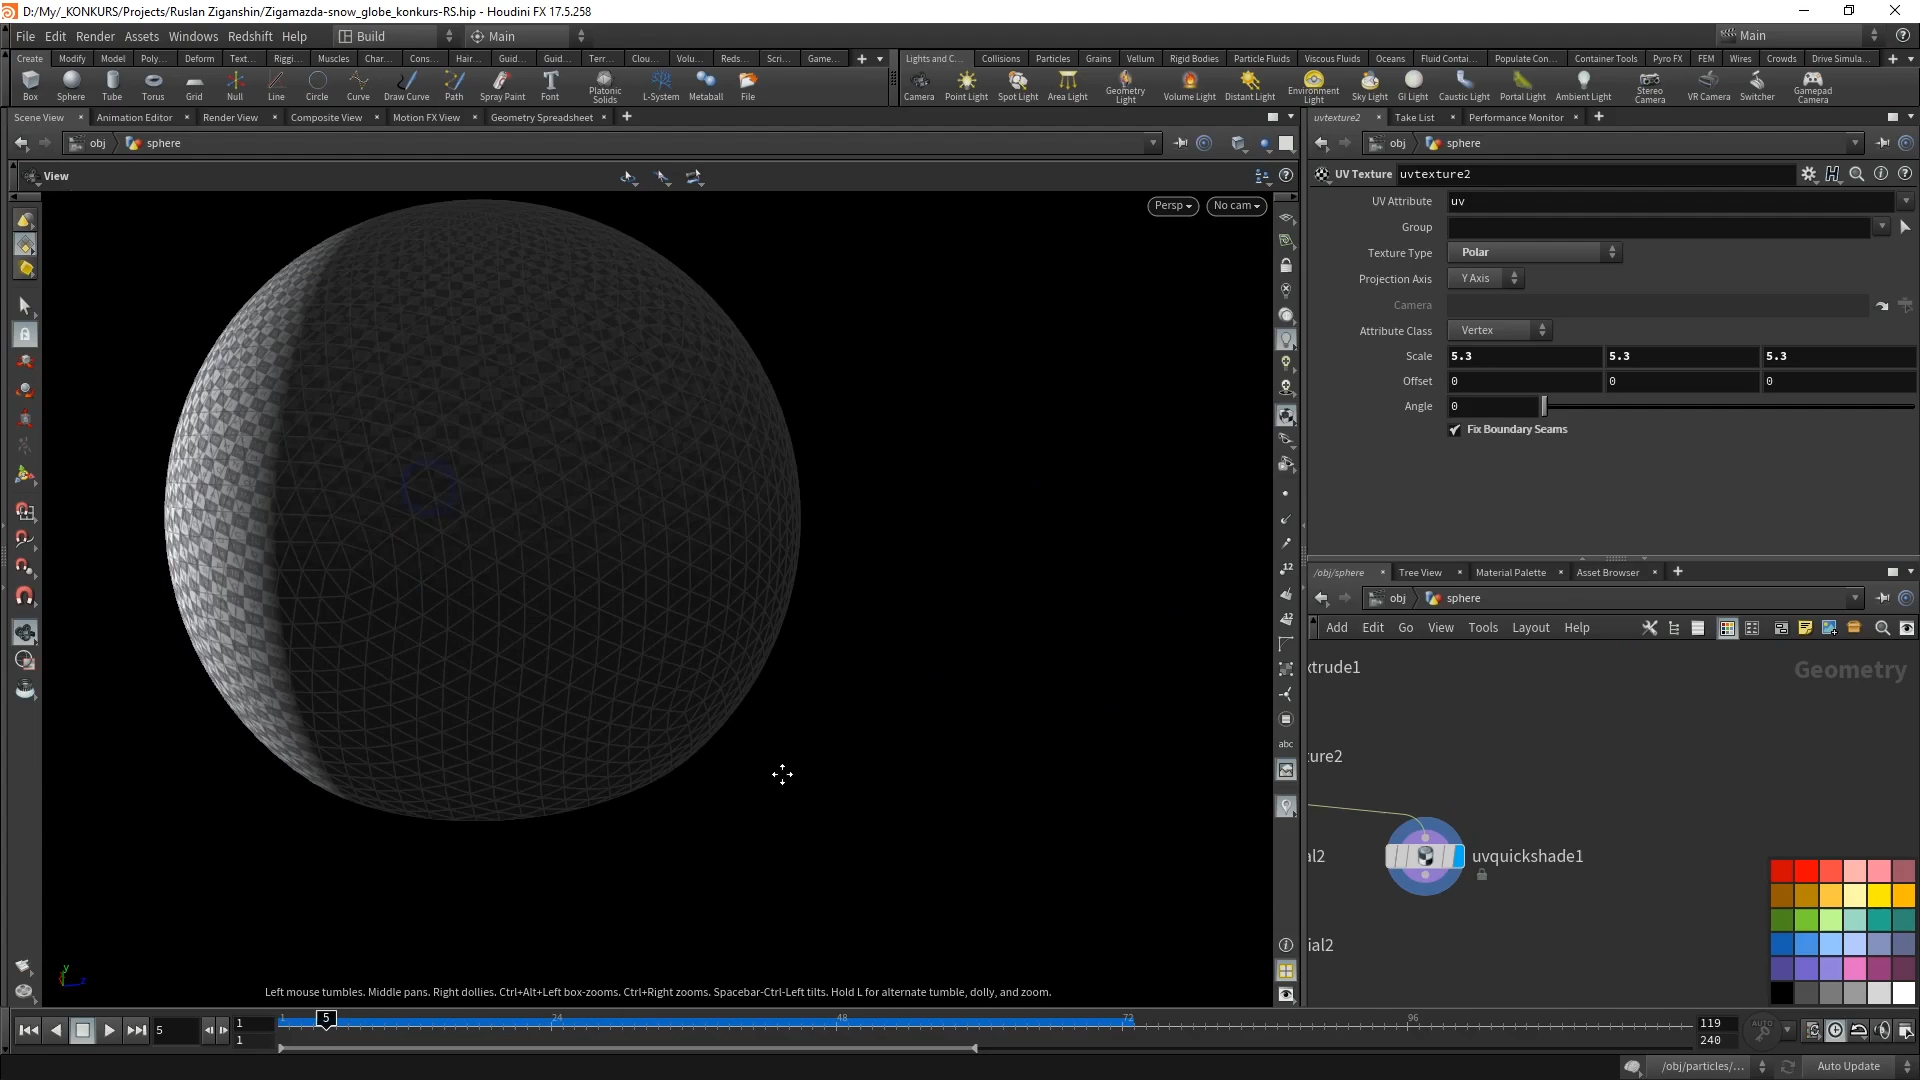 D:/My/_KONKURS/Projects/Ruslan Ziganshin/Zigamazda-snow_globe_konkurs-RS.hip - Houdini FX 17.5.258
File Edit Render Assets Windows Redshift Help Build Main Main
Create Modify Model Poly... Deform Text... Riggi... Muscles Char... Cons... Hair... Guid... Guid... Terr... Clou... Volu... Reds... Scri... Game...
Lights and C... Collisions Particles Grains Vellum Rigid Bodies Particle Fluids Viscous Fluids Oceans Fluid Contai... Populate Con... Container Tools Pyro FX FEM Wires Crowds Drive Simula...
Box Sphere Tube Torus Grid Null Line Circle Curve Draw Curve Path Spray Paint Font Platonic Solids L-System Metaball File
Camera Point Light Spot Light Area Light Geometry Light Volume Light Distant Light Environment Light Sky Light GI Light Caustic Light Portal Light Ambient Light Stereo Camera VR Camera Switcher Gamepad Camera
Scene View Animation Editor Render View Composite View Motion FX View Geometry Spreadsheet
obj sphere
View
Persp No cam
12
12
abc
Left mouse tumbles. Middle pans. Right dollies. Ctrl+Alt+Left box-zooms. Ctrl+Right zooms. Spacebar-Ctrl-Left tilts. Hold L for alternate tumble, dolly, and zoom.
y
z
uvtexture2 Take List Performance Monitor
obj sphere
UV Texture uvtexture2
UV Attribute uv
Group
Texture Type Polar
Projection Axis Y Axis
Camera
Attribute Class Vertex
Scale 5.3 5.3 5.3
Offset 0 0 0
Angle 0
Fix Boundary Seams
/obj/sphere Tree View Material Palette Asset Browser
obj sphere
Add Edit Go View Tools Layout Help
xtrude1
Geometry
ture2
al2
uvquickshade1
ial2
5 1 1 1 5 24 48 72 96 119 240
AUTO
/obj/particles/... Auto Update